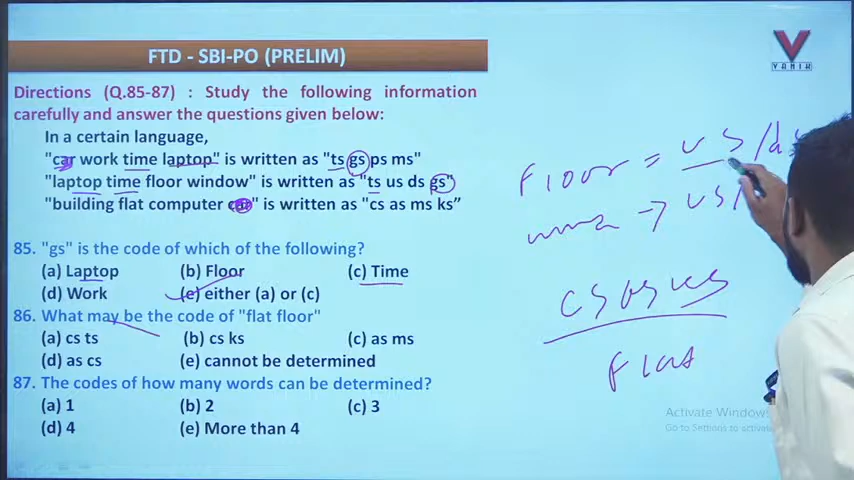 FTD - SBI-PO (PRELIM)
VANIK
Directions (Q.85-87) : Study the following information
carefully and answer the questions given below:
In a certain language,
"car work time laptop" is written as "ts gs ps ms"
"laptop time floor window" is written as "ts us ds gs"
"building flat computer car" is written as "cs as ms ks”
85. "gs" is the code of which of the following?
(a) Laptop (b) Floor (c) Time
(d) Work (e) either (a) or (c)
86. What may be the code of "flat floor"
(a) cs ts (b) cs ks (c) as ms
(d) as cs (e) cannot be determined
87. The codes of how many words can be determined?
(a) 1 (b) 2 (c) 3
(d) 4 (e) More than 4
Floor = us/ds
→ us/
cs as ks
Flat
Activate Windows
Go to Settings to activate